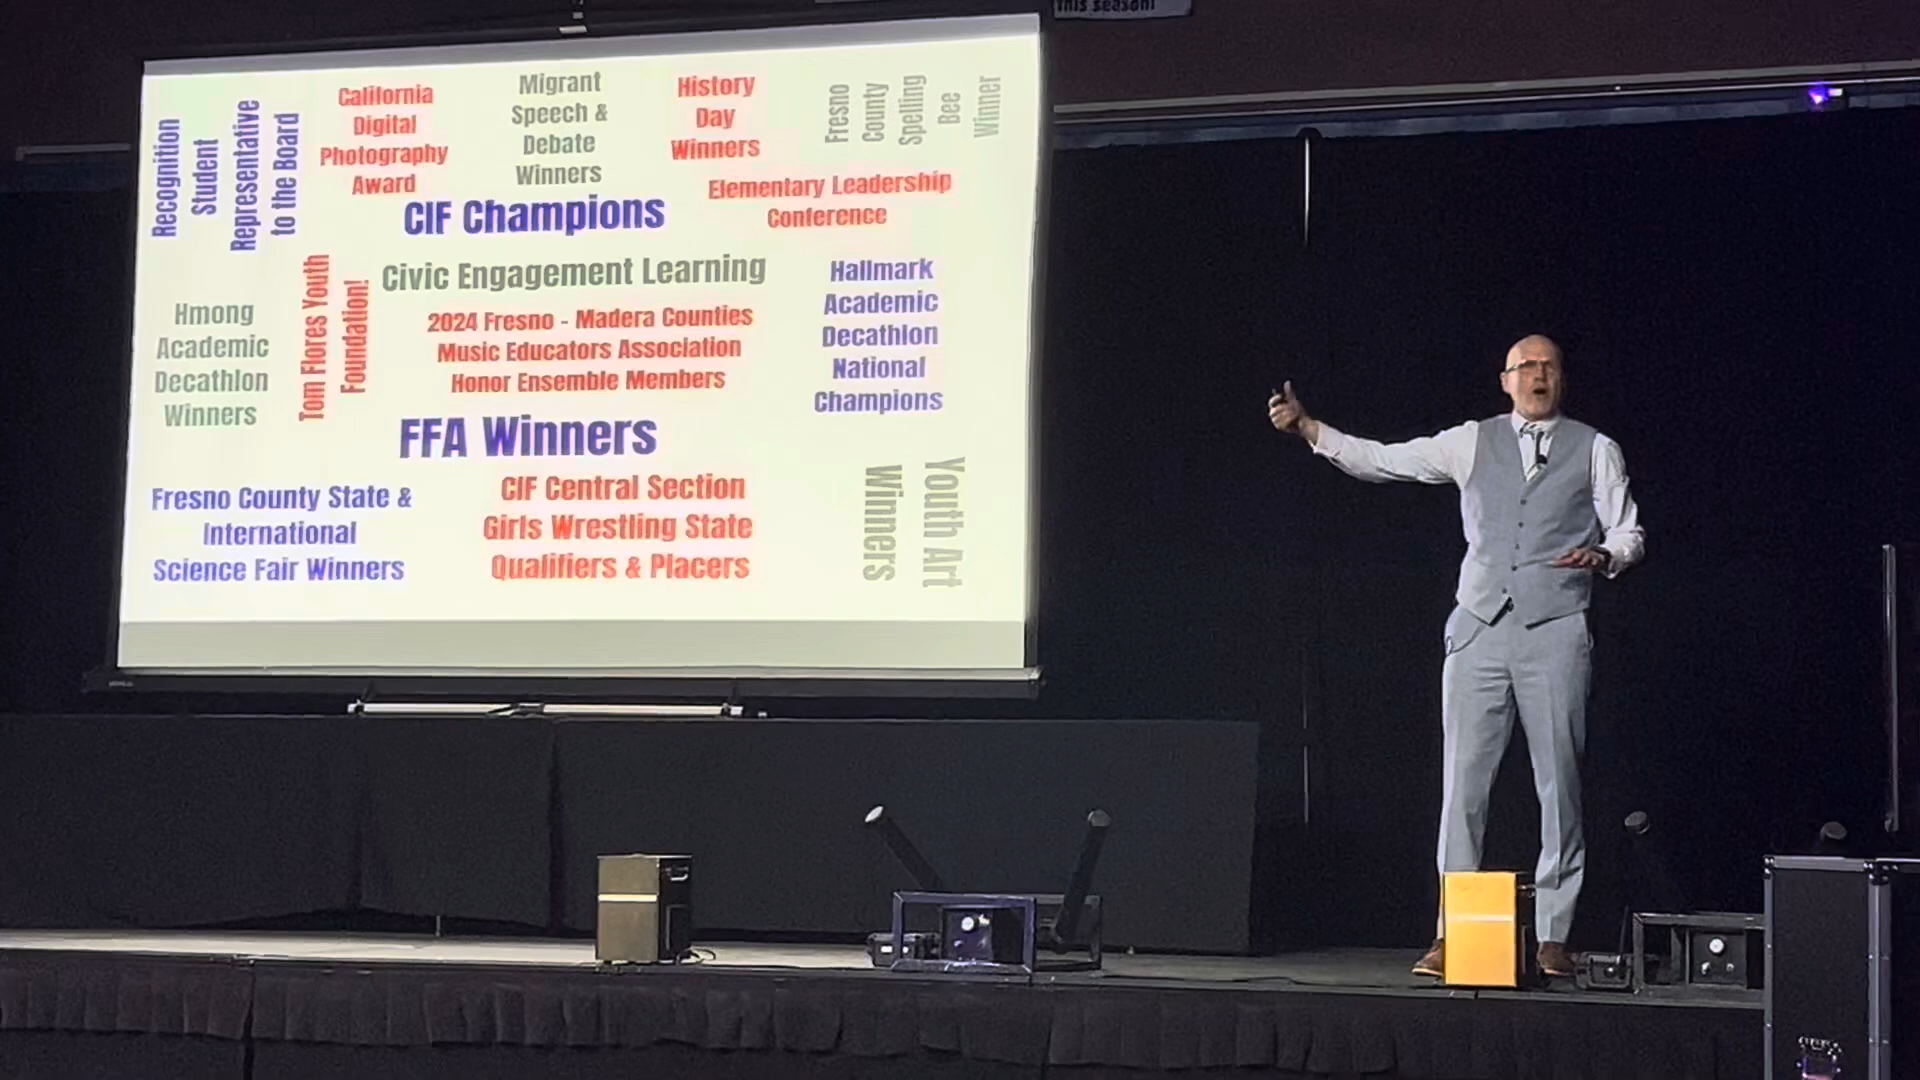 this season!
Recognition
Student
Representative
to the Board
California
Digital
Photography
Award
Migrant
Speech &
Debate
Winners
History
Day
Winners
Fresno
County
Spelling
Bee
Winner
CIF Champions
Elementary Leadership
Conference
Civic Engagement Learning
Tom Flores Youth
Foundation!
Hmong
Academic
Decathlon
Winners
2024 Fresno - Madera Counties
Music Educators Association
Honor Ensemble Members
Hallmark
Academic
Decathlon
National
Champions
FFA Winners
Fresno County State &
International
Science Fair Winners
CIF Central Section
Girls Wrestling State
Qualifiers & Placers
Youth Art
Winners